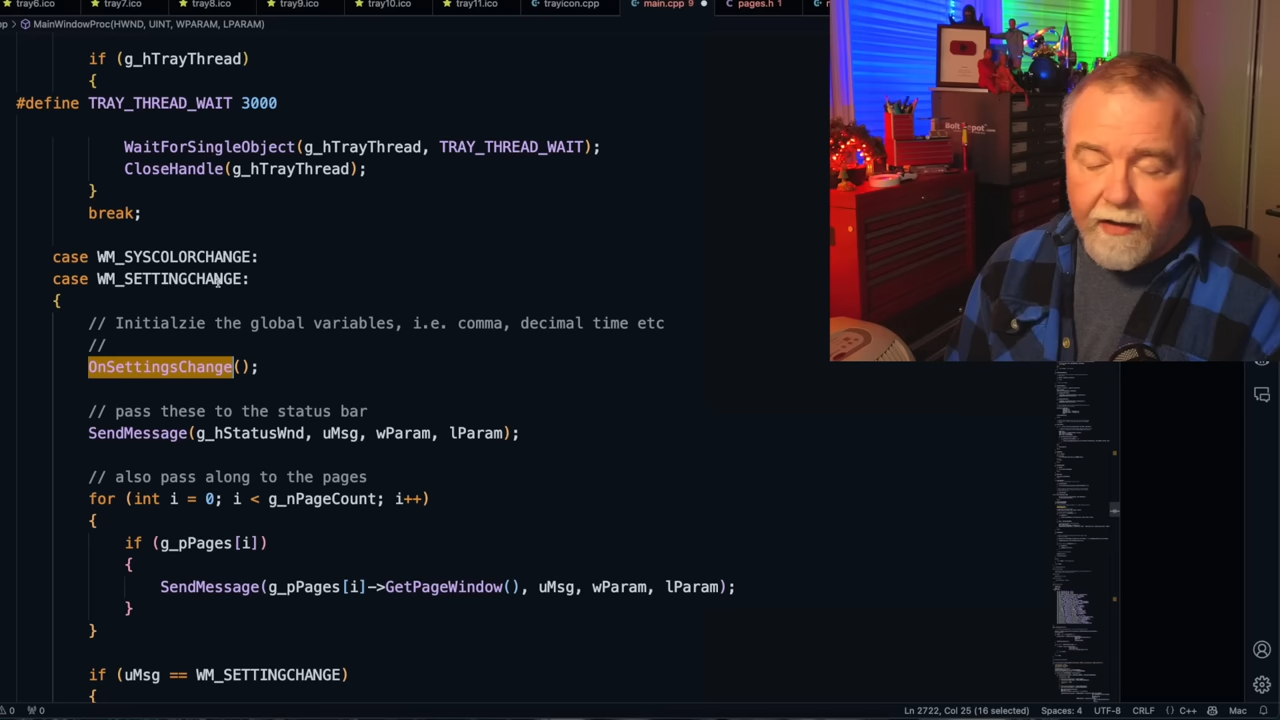 tray6.ico
tray7.ico
tray8.ico
tray9.ico
tray10.ico
tray11.ico
trayicon.cpp
main.cpp 9
pages.h 1
MainWindowProc(HWND, UINT, WPARAM, LPARAM)
if (g_hTrayThread)
{
#define TRAY_THREAD_WAIT 3000
WaitForSingleObject(g_hTrayThread, TRAY_THREAD_WAIT);
CloseHandle(g_hTrayThread);
}
break;
case WM_SYSCOLORCHANGE:
case WM_SETTINGCHANGE:
{
// Initialzie the global variables, i.e. comma, decimal time etc
//
OnSettingsChange();
// pass these to the status bar
SendMessage(g_hStatusWnd, uMsg, wParam, lParam);
// also pass along to the pages
for (int i = 0; i < g_nPageCount; i++)
{
if (g_pPages[i])
{
SendMessage(g_pPages[i]->GetPageWindow(), uMsg, wParam, lParam);
}
}
if (uMsg == WM_SETTINGCHANGE)
{
0
0
Ln 2722, Col 25 (16 selected)
Spaces: 4
UTF-8
CRLF
{} C++
Mac